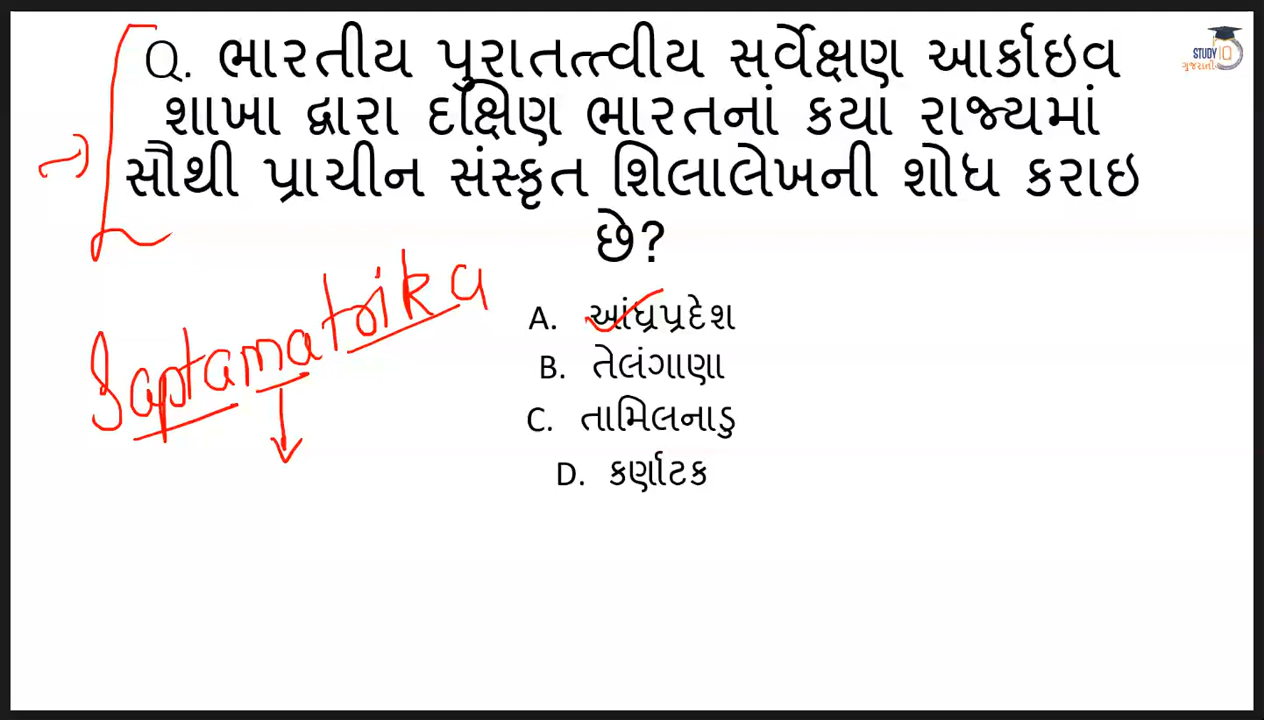 Q. ભારતીય પુરાતત્ત્વીય સર્વેક્ષણ આર્કાઇવ
શાખા દ્વારા દક્ષિણ ભારતનાં કયાં રાજ્યમાં
સૌથી પ્રાચીન સંસ્કૃત શિલાલેખની શોધ કરાઇ
છે?
A. આંધ્રપ્રદેશ
B. તેલંગાણા
C. તામિલનાડુ
D. કર્ણાટક
Saptamatrika
STUDY IQ
ગુજરાતી